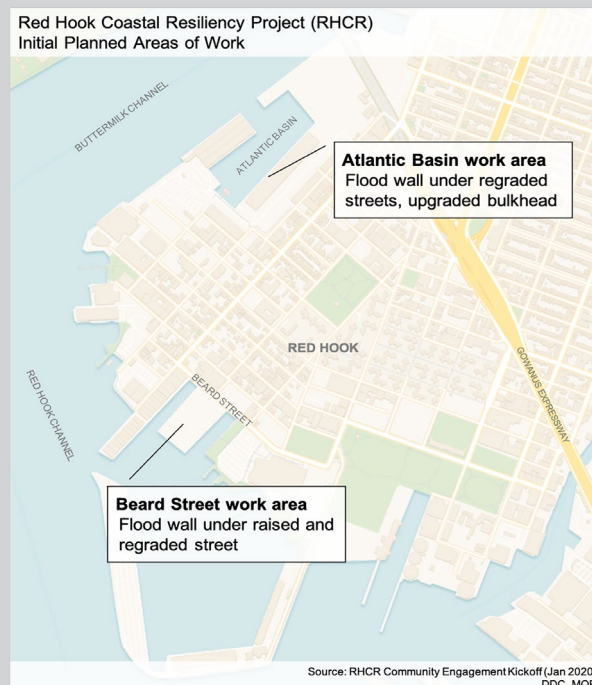 Red Hook Coastal Resiliency Project (RHCR)
Initial Planned Areas of Work
BUTTERMILK CHANNEL
ATLANTIC BASIN
Atlantic Basin work area
Flood wall under regraded
streets, upgraded bulkhead
RED HOOK
GOWANUS EXPRESSWAY
RED HOOK CHANNEL
BEARD STREET
Beard Street work area
Flood wall under raised and
regraded street
Source: RHCR Community Engagement Kickoff (Jan 2020
DDC,